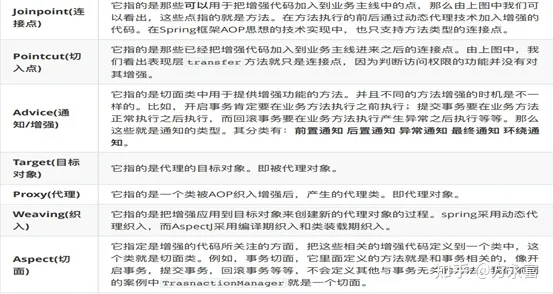 Joinpoint(连接点)
它指的是那些可以用于把增强代码加入到业务主线中的点，那么由上图中我们可以看出，这些点指的就是方法。在方法执行的前后通过动态代理技术加入增强的代码。在Spring框架AOP思想的技术实现中，也只支持方法类型的连接点。
Pointcut(切入点)
它指的是那些已经把增强代码加入到业务主线进来之后的连接点。由上图中，我们看出表现层 transfer 方法就只是连接点，因为判断访问权限的功能并没有对其增强。
Advice(通知/增强)
它指的是切面类中用于提供增强功能的方法。并且不同的方法增强的时机是不一样的。比如，开启事务肯定要在业务方法执行之前执行；提交事务要在业务方法正常执行之后执行，而回滚事务要在业务方法执行产生异常之后执行等等。那么这些就是通知的类型。其分类有：前置通知 后置通知 异常通知 最终通知 环绕通知。
Target(目标对象)
它指的是代理的目标对象。即被代理对象。
Proxy(代理)
它指的是一个类被AOP织入增强后，产生的代理类。即代理对象。
Weaving(织入)
它指的是把增强应用到目标对象来创建新的代理对象的过程。spring采用动态代理织入，而AspectJ采用编译期织入和类装载期织入。
Aspect(切面)
它指定是增强的代码所关注的方面，把这些相关的增强代码定义到一个类中，这个类就是切面类。例如，事务切面，它里面定义的方法就是和事务相关的，像开启事务，提交事务，回滚事务等等，不会定义其他与事务无关的方法。我们
的案例中 TrasnactionManager 就是一个切面。